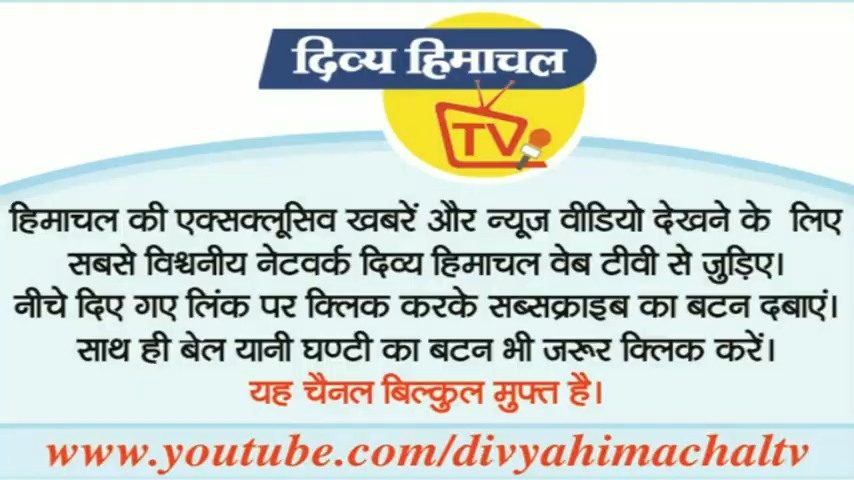 दिव्य हिमाचल
TV
हिमाचल की एक्सक्लूसिव खबरें और न्यूज वीडियो देखने के लिए
सबसे विश्वनीय नेटवर्क दिव्य हिमाचल वेब टीवी से जुड़िए।
नीचे दिए गए लिंक पर क्लिक करके सब्सक्राइब का बटन दबाएं।
साथ ही बेल यानी घण्टी का बटन भी जरूर क्लिक करें।
यह चैनल बिल्कुल मुफ्त है।
www.youtube.com/divyahimachaltv